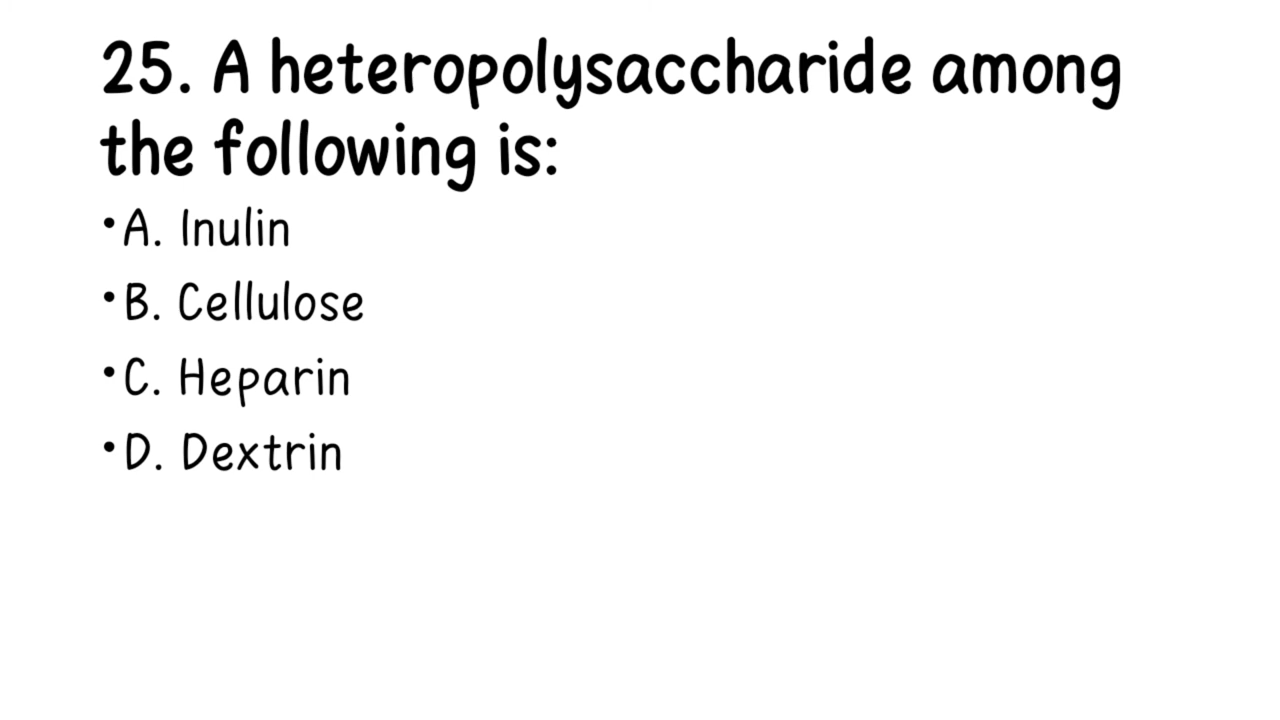 25. A heteropolysaccharide among
the following is:
•A. Inulin
•B. Cellulose
•C. Heparin
•D. Dextrin